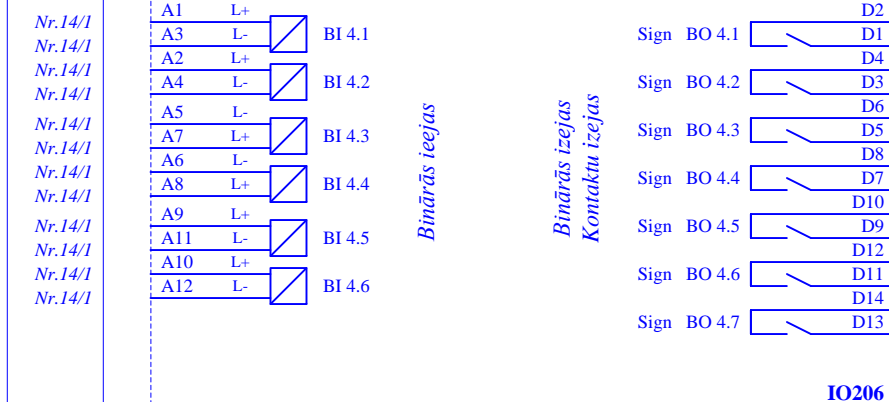 Nr.14/1 A1 L+
Nr.14/1 A3 L- BI 4.1
Nr.14/1 A2 L+
Nr.14/1 A4 L- BI 4.2
Nr.14/1 A5 L-
Nr.14/1 A7 L+ BI 4.3
Nr.14/1 A6 L-
Nr.14/1 A8 L+ BI 4.4
Nr.14/1 A9 L+
Nr.14/1 A11 L- BI 4.5
Nr.14/1 A10 L+
Nr.14/1 A12 L- BI 4.6
Binārās ieejas
Binārās izejas
Kontaktu izejas
D2
Sign BO 4.1 D1
D4
Sign BO 4.2 D3
D6
Sign BO 4.3 D5
D8
Sign BO 4.4 D7
D10
Sign BO 4.5 D9
D12
Sign BO 4.6 D11
D14
Sign BO 4.7 D13
IO206